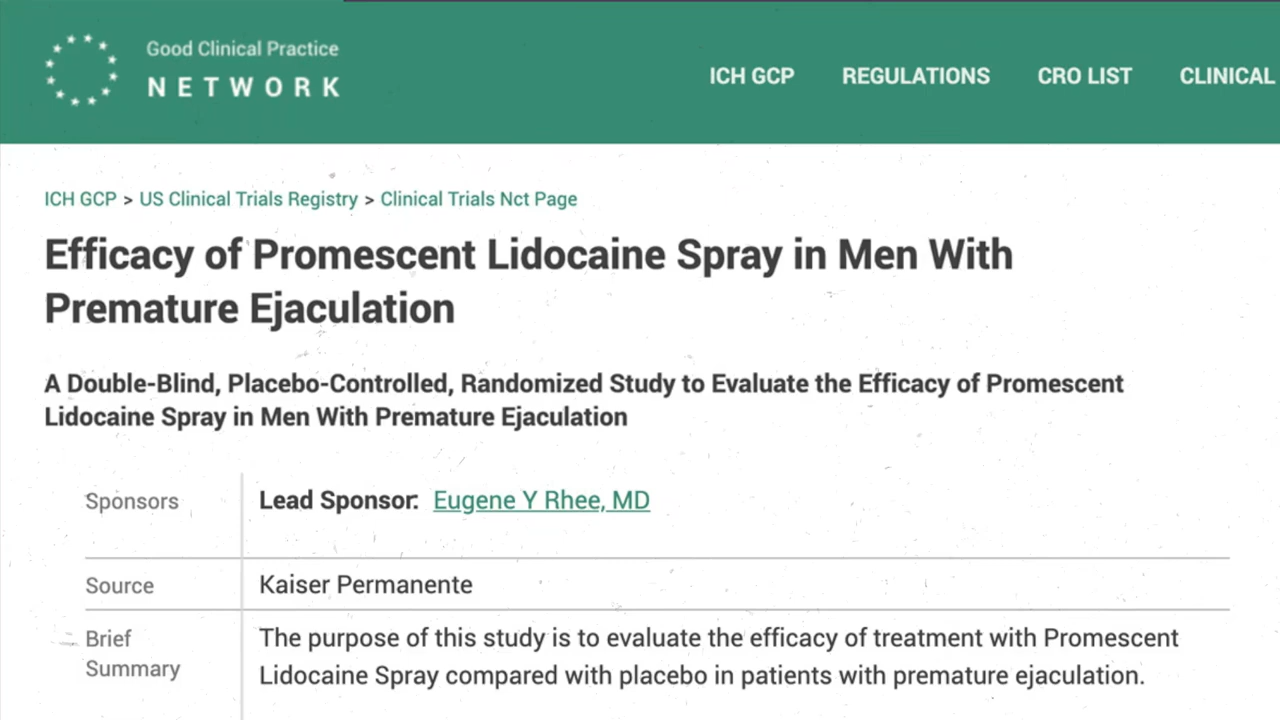 Good Clinical Practice
NETWORK
ICH GCP REGULATIONS CRO LIST CLINICAL
ICH GCP > US Clinical Trials Registry > Clinical Trials Nct Page
Efficacy of Promescent Lidocaine Spray in Men With
Premature Ejaculation
A Double-Blind, Placebo-Controlled, Randomized Study to Evaluate the Efficacy of Promescent
Lidocaine Spray in Men With Premature Ejaculation
Sponsors Lead Sponsor: Eugene Y Rhee, MD
Source Kaiser Permanente
Brief The purpose of this study is to evaluate the efficacy of treatment with Promescent
Summary Lidocaine Spray compared with placebo in patients with premature ejaculation.